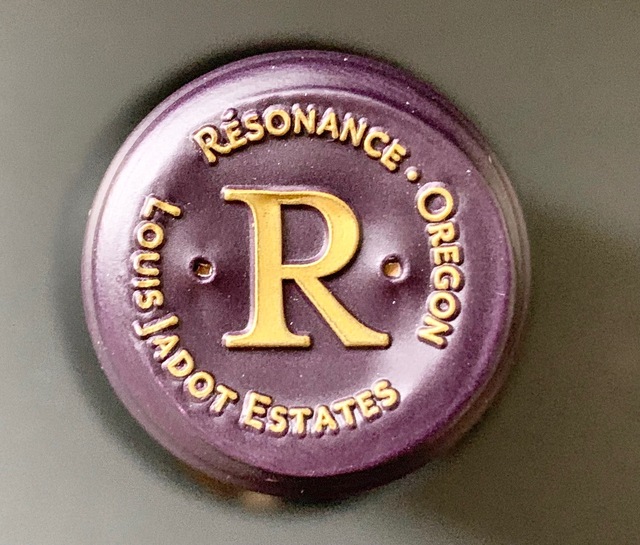 RÉSONANCE · OREGON
LOUIS JADOT ESTATES
R